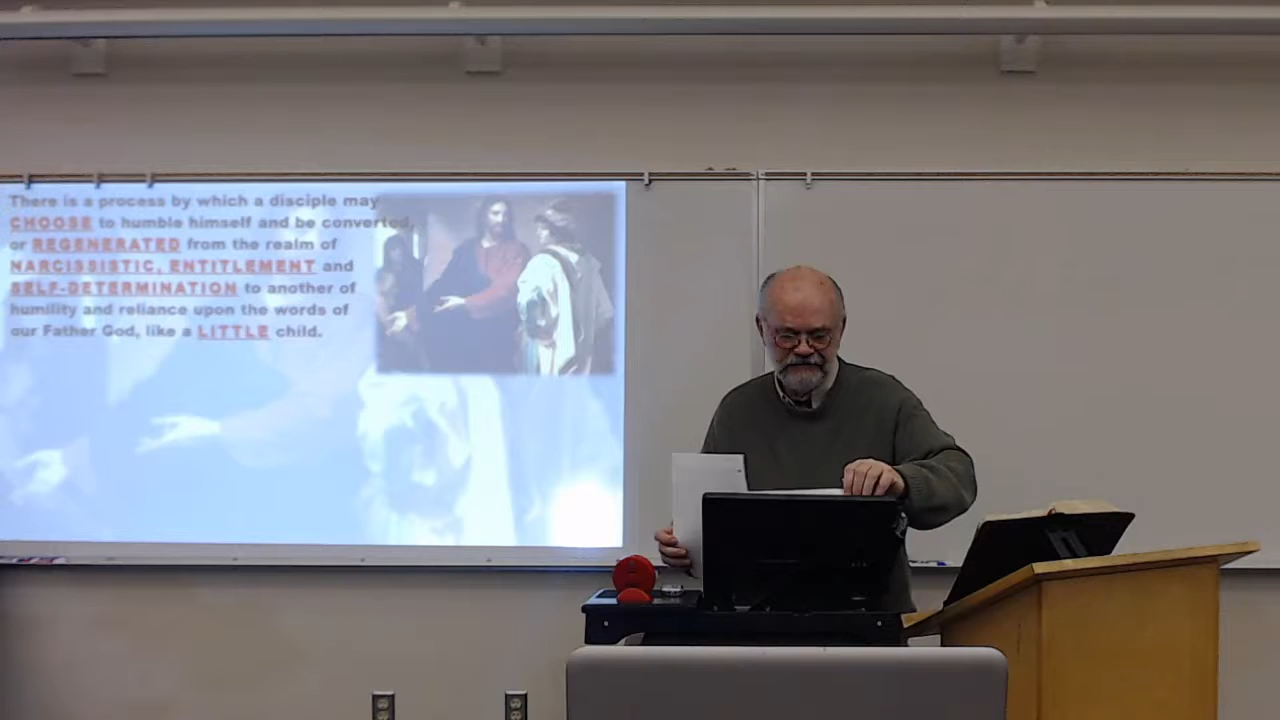 There is a process by which a disciple may
CHOOSE to humble himself and be converted,
or REGENERATED from the realm of
NARCISSISTIC, ENTITLEMENT and
SELF-DETERMINATION to another of
humility and reliance upon the words of
our Father God, like a LITTLE child.